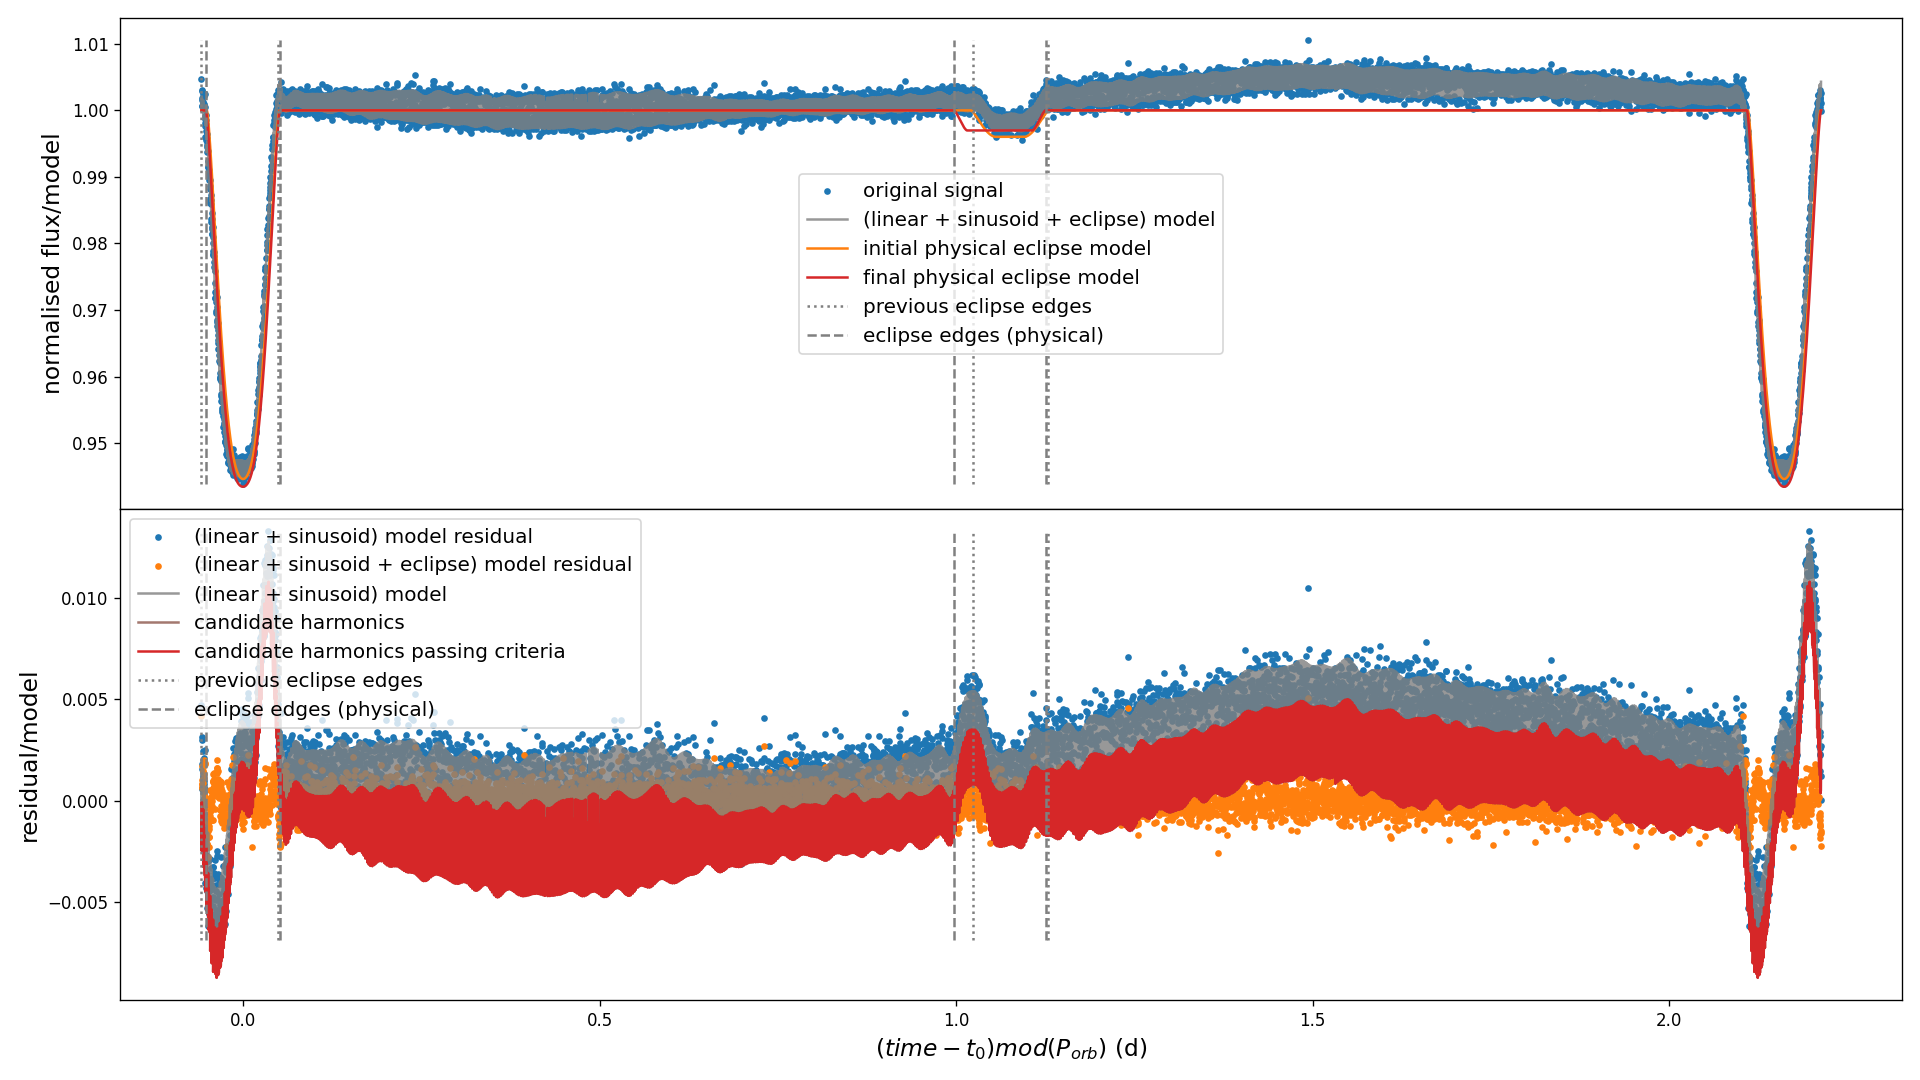 normalised flux/model
1.01
1.00
0.99
0.98
0.97
0.96
0.95
original signal
(linear + sinusoid + eclipse) model
initial physical eclipse model
final physical eclipse model
previous eclipse edges
eclipse edges (physical)
residual/model
0.010
0.005
0.000
−0.005
(linear + sinusoid) model residual
(linear + sinusoid + eclipse) model residual
(linear + sinusoid) model
candidate harmonics
candidate harmonics passing criteria
previous eclipse edges
eclipse edges (physical)
0.0 0.5 1.0 1.5 2.0
(time − t₀)mod(P_orb) (d)